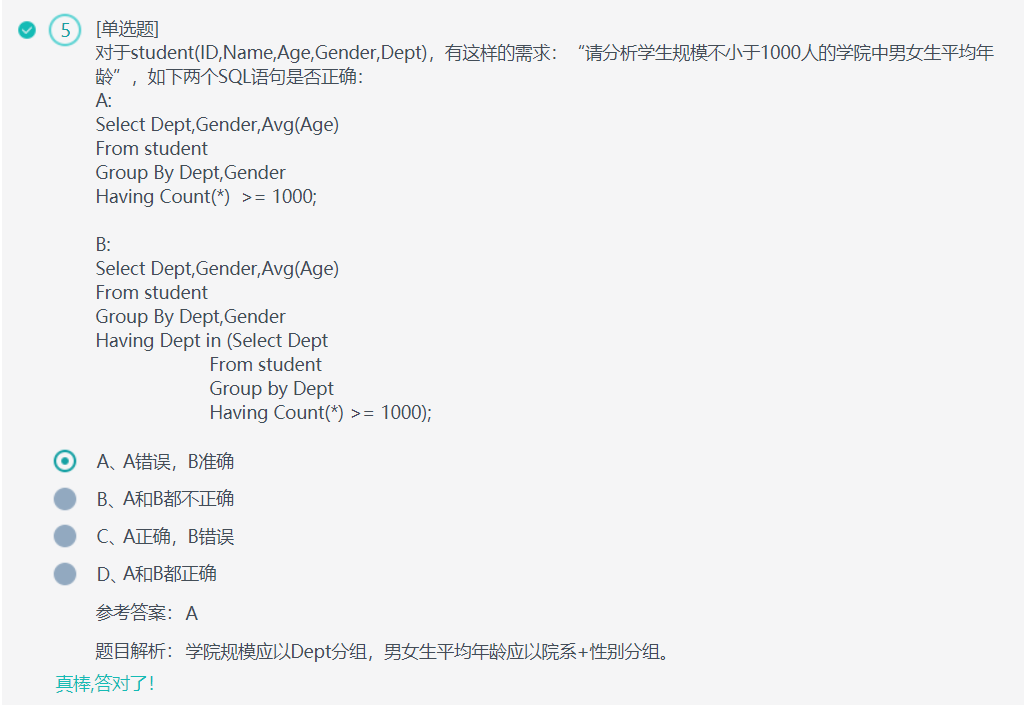 5 [单选题]
对于student(ID,Name,Age,Gender,Dept)，有这样的需求：“请分析学生规模不小于1000人的学院中男女生平均年
龄”，如下两个SQL语句是否正确：
A:
Select Dept,Gender,Avg(Age)
From student
Group By Dept,Gender
Having Count(*)  >= 1000;
B:
Select Dept,Gender,Avg(Age)
From student
Group By Dept,Gender
Having Dept in (Select Dept
From student
Group by Dept
Having Count(*) >= 1000);
A、A错误，B准确
B、A和B都不正确
C、A正确，B错误
D、A和B都正确
参考答案： A
题目解析： 学院规模应以Dept分组，男女生平均年龄应以院系+性别分组。
真棒,答对了!